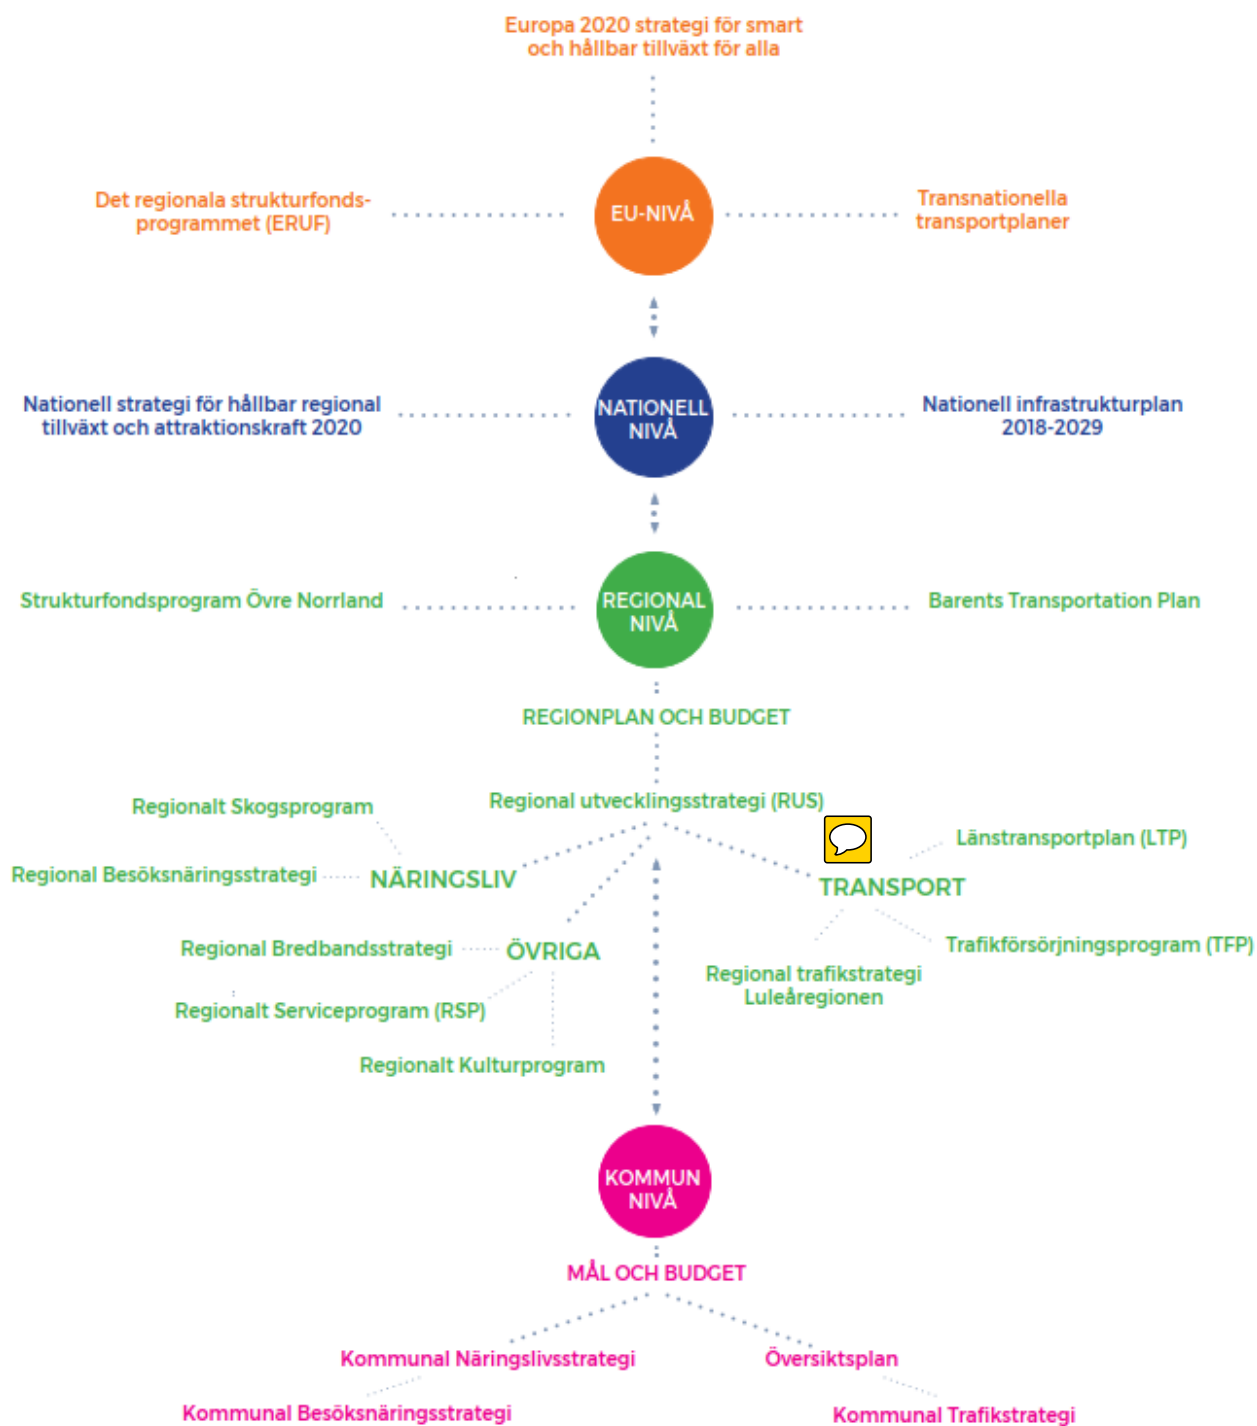 Europa 2020 strategi för smart
och hållbar tillväxt för alla
Det regionala strukturfonds-
programmet (ERUF)
EU-NIVÅ
Transnationella
transportplaner
Nationell strategi för hållbar regional
tillväxt och attraktionskraft 2020
NATIONELL
NIVÅ
Nationell infrastrukturplan
2018-2029
Strukturfondsprogram Övre Norrland
REGIONAL
NIVÅ
Barents Transportation Plan
REGIONPLAN OCH BUDGET
Regional utvecklingsstrategi (RUS)
Regionalt Skogsprogram
Regional Besöksnäringsstrategi
NÄRINGSLIV
Länstransportplan (LTP)
TRANSPORT
Regional Bredbandsstrategi
ÖVRIGA
Trafikförsörjningsprogram (TFP)
Regional trafikstrategi
Luleåregionen
Regionalt Serviceprogram (RSP)
Regionalt Kulturprogram
KOMMUN
NIVÅ
MÅL OCH BUDGET
Kommunal Näringslivsstrategi
Översiktsplan
Kommunal Besöksnäringsstrategi
Kommunal Trafikstrategi